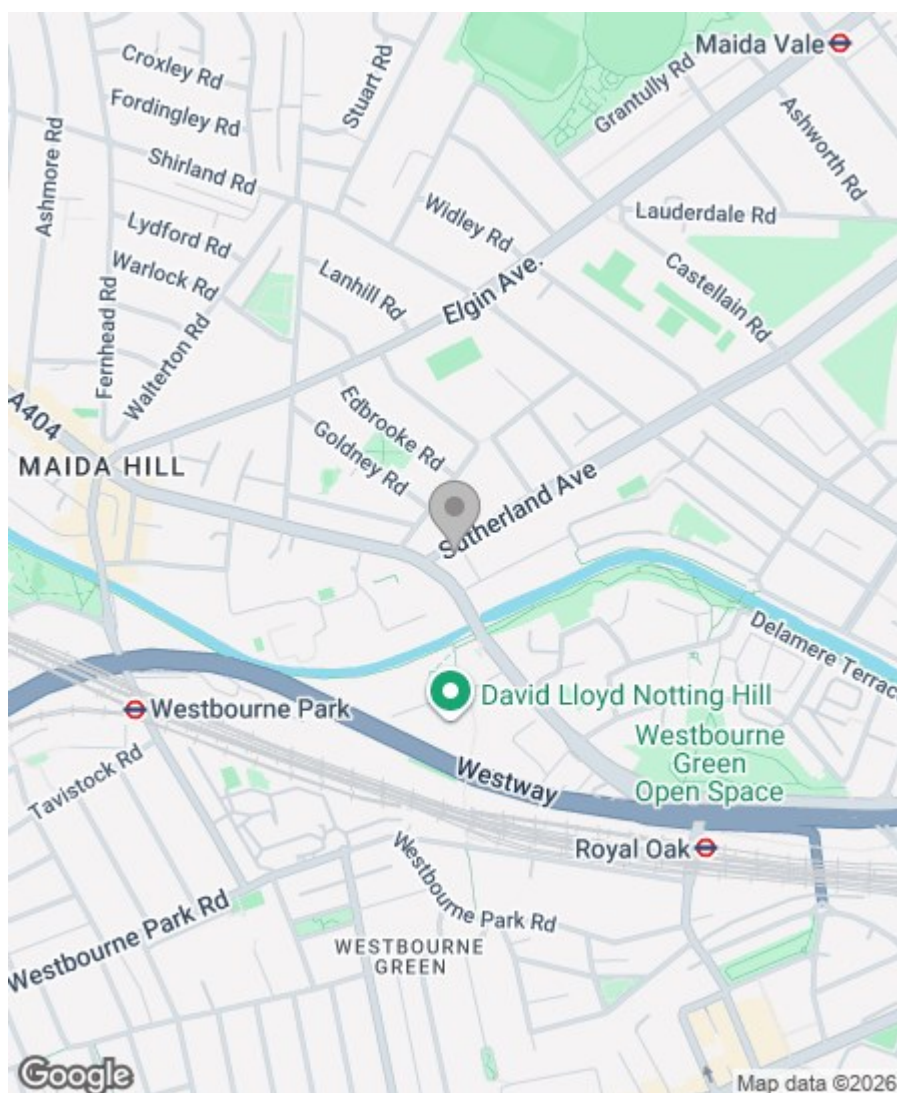 Croxley Rd
Fordingley Rd
Stuart Rd
Maida Vale
Grantully Rd
Ashworth Rd
Ashmore Rd
Shirland Rd
Lydford Rd
Warlock Rd
Widley Rd
Lauderdale Rd
Castellain Rd
Lanhill Rd
Elgin Ave.
Fernhead Rd
Walterton Rd
A404
MAIDA HILL
Edbrooke Rd
Goldney Rd
Sutherland Ave
Delamere Terrac
Westbourne Park
David Lloyd Notting Hill
Westbourne
Green
Open Space
Tavistock Rd
Westway
Royal Oak
Westbourne Park Rd
Westbourne Park Rd
WESTBOURNE
GREEN
Google
Map data ©2026